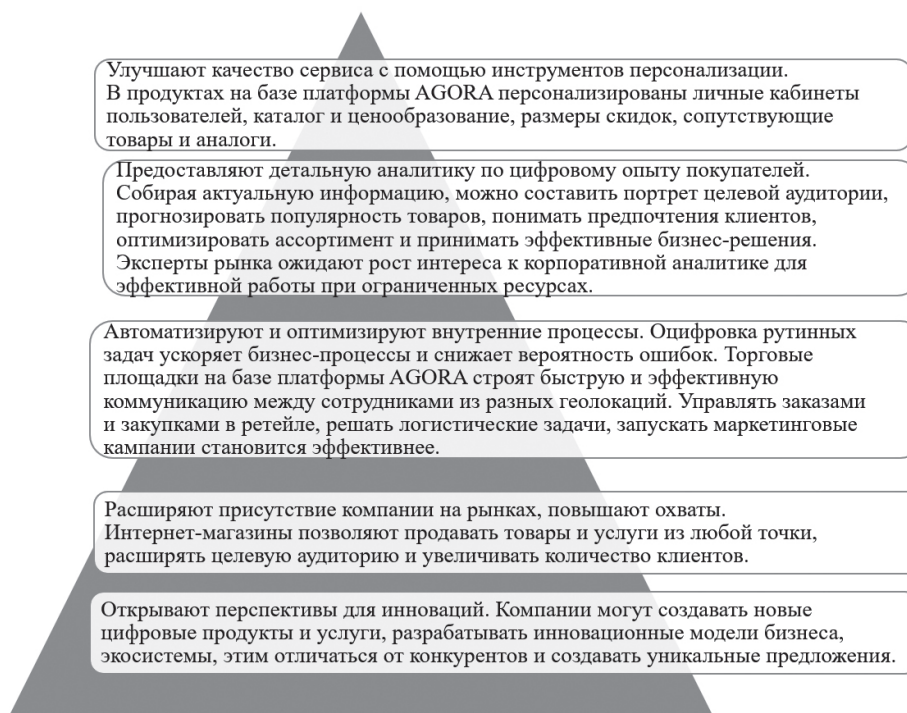 Улучшают качество сервиса с помощью инструментов персонализации.
В продуктах на базе платформы AGORA персонализированы личные кабинеты
пользователей, каталог и ценообразование, размеры скидок, сопутствующие
товары и аналоги.
Предоставляют детальную аналитику по цифровому опыту покупателей.
Собирая актуальную информацию, можно составить портрет целевой аудитории,
прогнозировать популярность товаров, понимать предпочтения клиентов,
оптимизировать ассортимент и принимать эффективные бизнес-решения.
Эксперты рынка ожидают рост интереса к корпоративной аналитике для
эффективной работы при ограниченных ресурсах.
Автоматизируют и оптимизируют внутренние процессы. Оцифровка рутинных
задач ускоряет бизнес-процессы и снижает вероятность ошибок. Торговые
площадки на базе платформы AGORA строят быструю и эффективную
коммуникацию между сотрудниками из разных геолокаций. Управлять заказами
и закупками в ретейле, решать логистические задачи, запускать маркетинговые
кампании становится эффективнее.
Расширяют присутствие компании на рынках, повышают охваты.
Интернет-магазины позволяют продавать товары и услуги из любой точки,
расширять целевую аудиторию и увеличивать количество клиентов.
Открывают перспективы для инноваций. Компании могут создавать новые
цифровые продукты и услуги, разрабатывать инновационные модели бизнеса,
экосистемы, этим отличаться от конкурентов и создавать уникальные предложения.